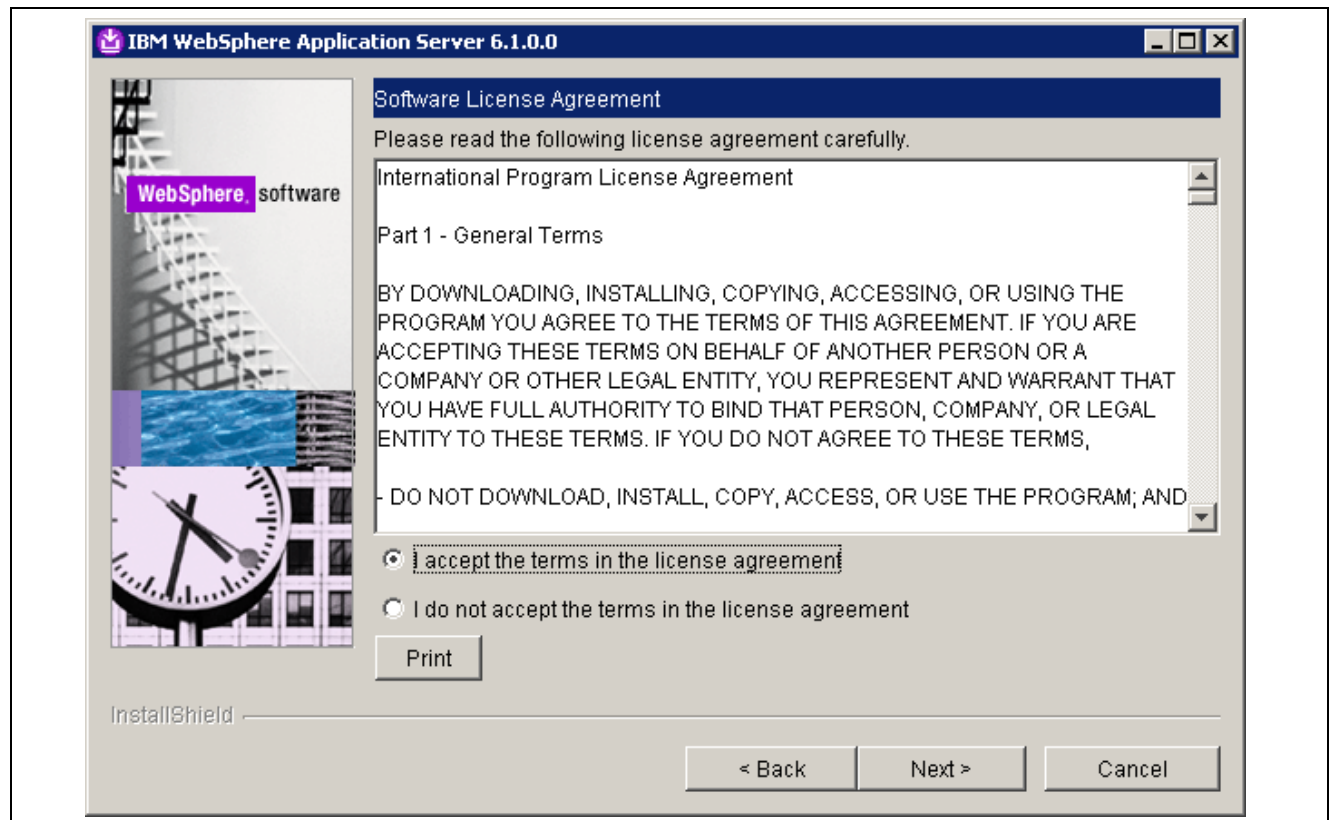 IBM WebSphere Application Server 6.1.0.0
WebSphere. software
Software License Agreement
Please read the following license agreement carefully.
International Program License Agreement
Part 1 - General Terms
BY DOWNLOADING, INSTALLING, COPYING, ACCESSING, OR USING THE
PROGRAM YOU AGREE TO THE TERMS OF THIS AGREEMENT. IF YOU ARE
ACCEPTING THESE TERMS ON BEHALF OF ANOTHER PERSON OR A
COMPANY OR OTHER LEGAL ENTITY, YOU REPRESENT AND WARRANT THAT
YOU HAVE FULL AUTHORITY TO BIND THAT PERSON, COMPANY, OR LEGAL
ENTITY TO THESE TERMS. IF YOU DO NOT AGREE TO THESE TERMS,
- DO NOT DOWNLOAD, INSTALL, COPY, ACCESS, OR USE THE PROGRAM; AND
I accept the terms in the license agreement
I do not accept the terms in the license agreement
Print
InstallShield
< Back Next > Cancel